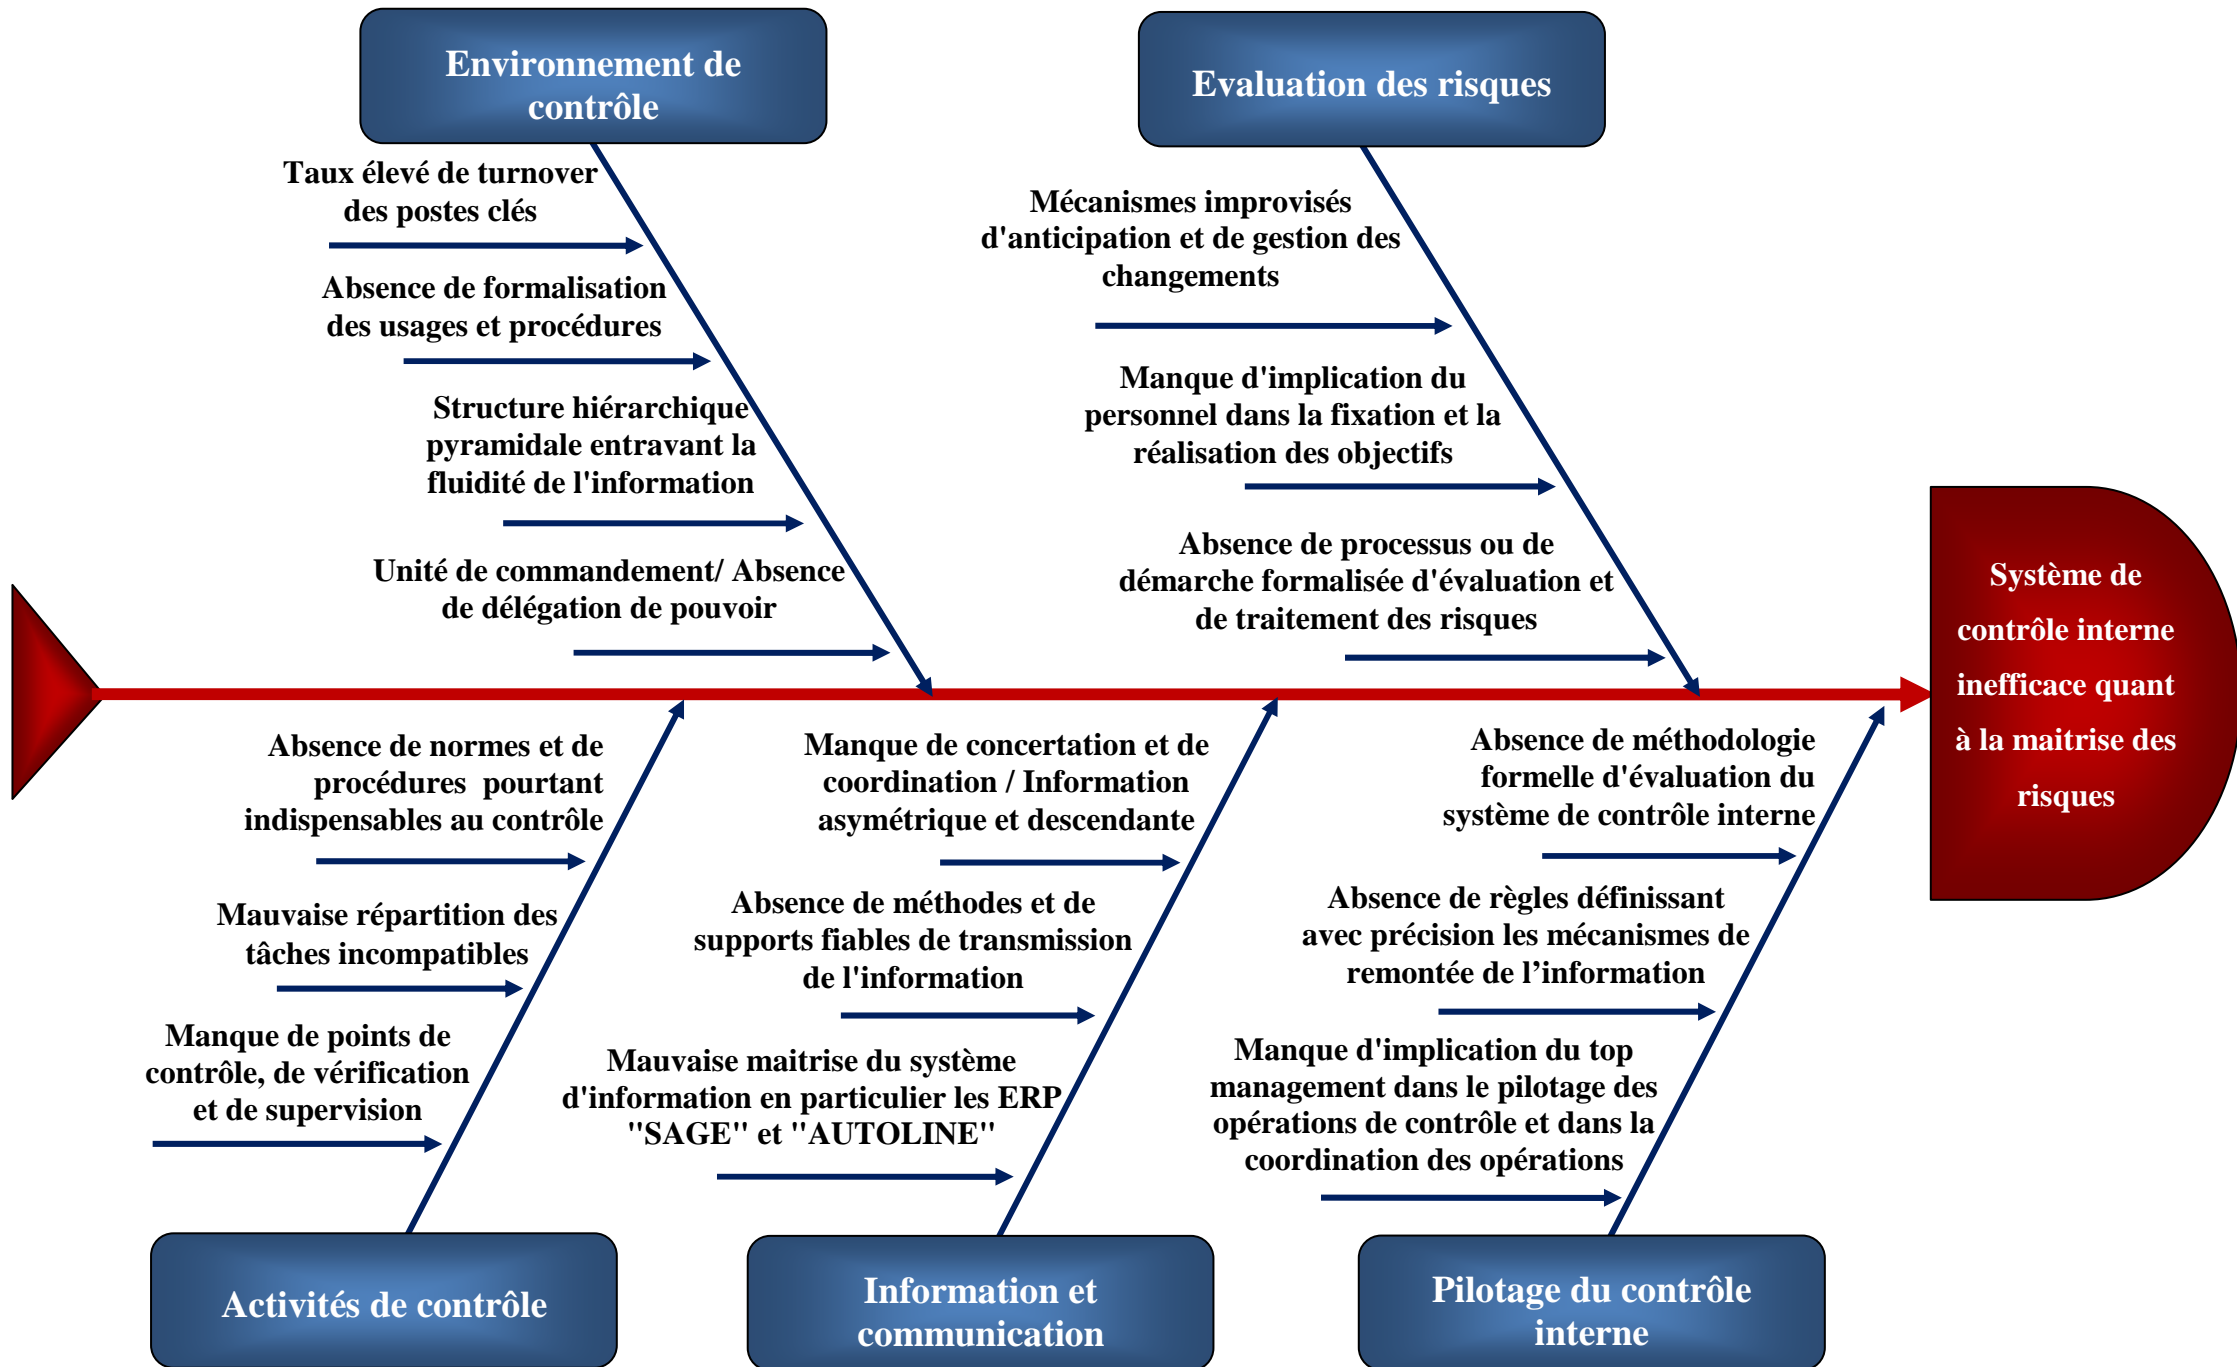 Environnement de
contrôle
Evaluation des risques
Taux élevé de turnover
des postes clés
Absence de formalisation
des usages et procédures
Structure hiérarchique
pyramidale entravant la
fluidité de l'information
Unité de commandement/ Absence
de délégation de pouvoir
Mécanismes improvisés
d'anticipation et de gestion des
changements
Manque d'implication du
personnel dans la fixation et la
réalisation des objectifs
Absence de processus ou de
démarche formalisée d'évaluation et
de traitement des risques
Système de
contrôle interne
inefficace quant
à la maitrise des
risques
Absence de normes et de
procédures  pourtant
indispensables au contrôle
Mauvaise répartition des
tâches incompatibles
Manque de points de
contrôle, de vérification
et de supervision
Manque de concertation et de
coordination / Information
asymétrique et descendante
Absence de méthodes et de
supports fiables de transmission
de l'information
Mauvaise maitrise du système
d'information en particulier les ERP
"SAGE" et "AUTOLINE"
Absence de méthodologie
formelle d'évaluation du
système de contrôle interne
Absence de règles définissant
avec précision les mécanismes de
remontée de l’information
Manque d'implication du top
management dans le pilotage des
opérations de contrôle et dans la
coordination des opérations
Activités de contrôle
Information et
communication
Pilotage du contrôle
interne